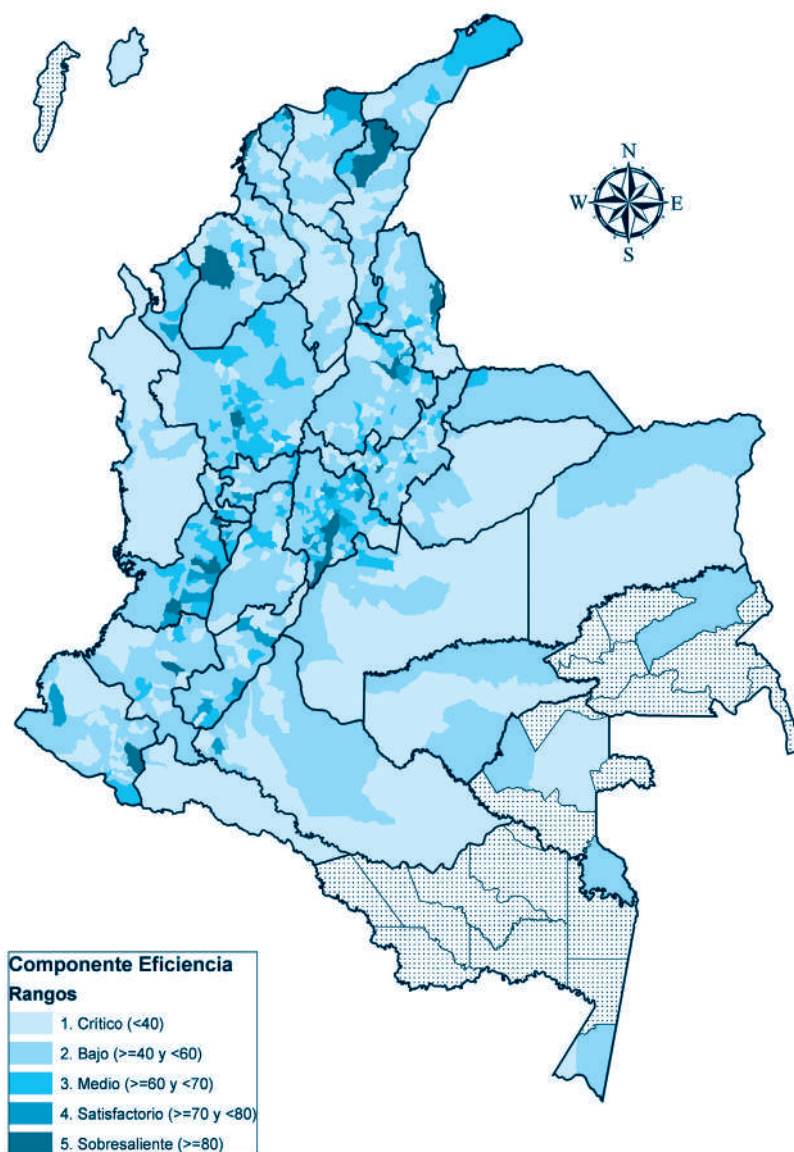 N
W E
S
Componente Eficiencia
Rangos
1. Crítico (<40)
2. Bajo (>=40 y <60)
3. Medio (>=60 y <70)
4. Satisfactorio (>=70 y <80)
5. Sobresaliente (>=80)